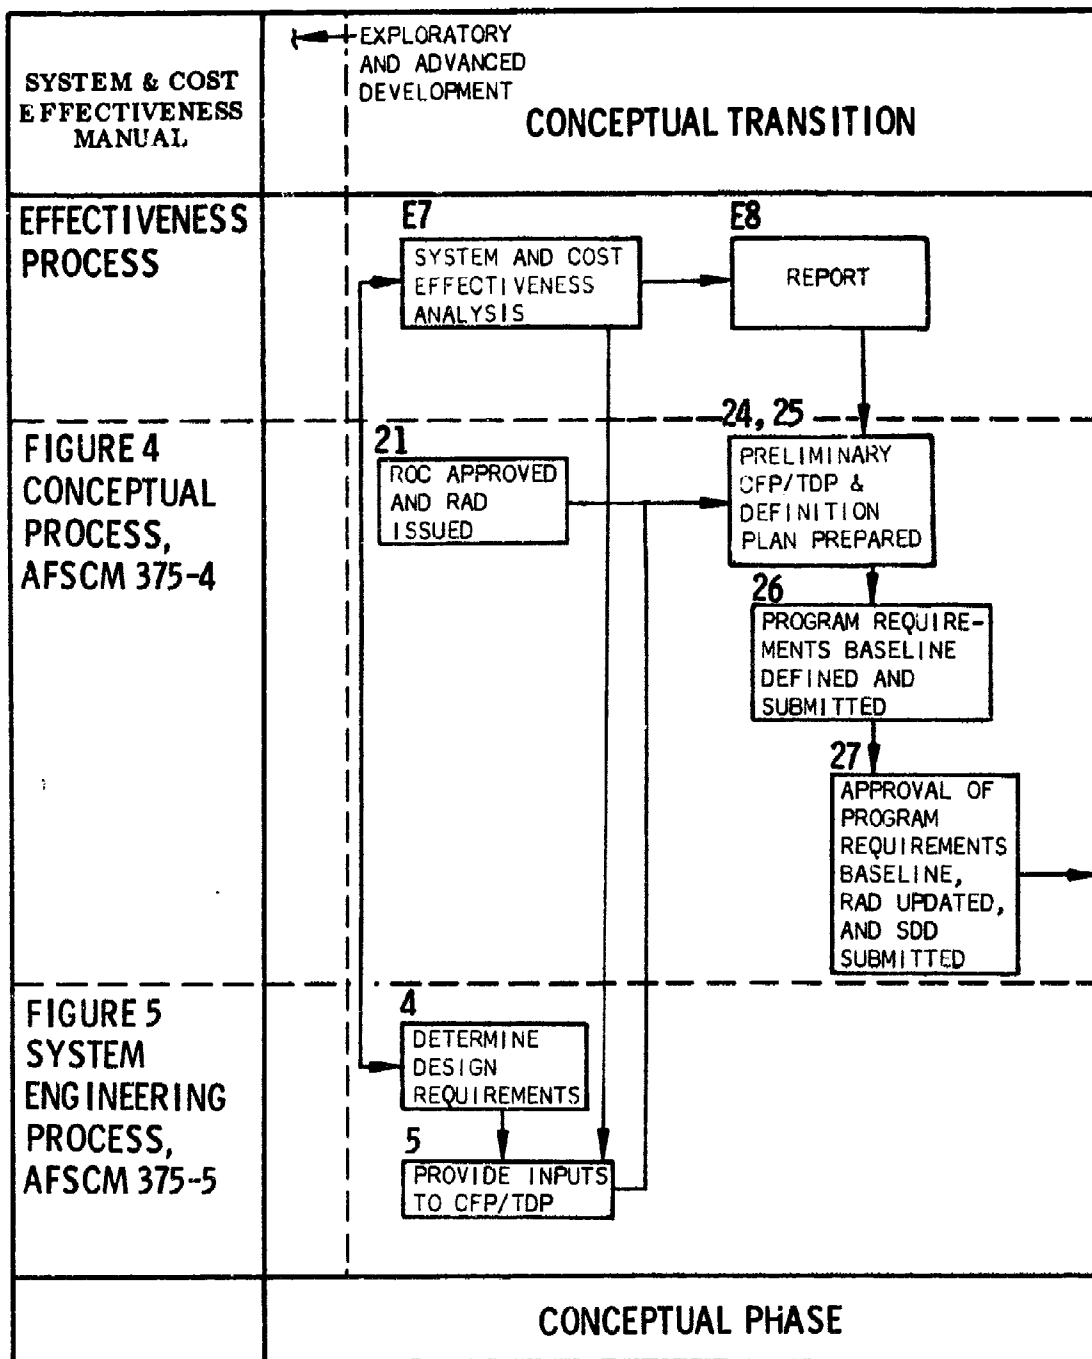 SYSTEM & COST
EFFECTIVENESS
MANUAL
EXPLORATORY
AND ADVANCED
DEVELOPMENT
CONCEPTUAL TRANSITION
EFFECTIVENESS
PROCESS
E7
SYSTEM AND COST
EFFECTIVENESS
ANALYSIS
E8
REPORT
FIGURE 4
CONCEPTUAL
PROCESS,
AFSCM 375-4
21
ROC APPROVED
AND RAD
ISSUED
24, 25
PRELIMINARY
CFP/TDP &
DEFINITION
PLAN PREPARED
26
PROGRAM REQUIRE-
MENTS BASELINE
DEFINED AND
SUBMITTED
27
APPROVAL OF
PROGRAM
REQUIREMENTS
BASELINE,
RAD UPDATED,
AND SDD
SUBMITTED
FIGURE 5
SYSTEM
ENGINEERING
PROCESS,
AFSCM 375-5
4
DETERMINE
DESIGN
REQUIREMENTS
5
PROVIDE INPUTS
TO CFP/TDP
CONCEPTUAL PHASE